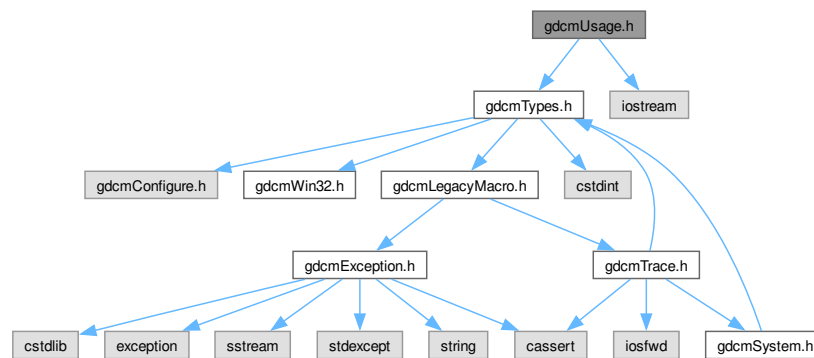 gdcmUsage.h
gdcmTypes.h
iostream
gdcmConfigure.h
gdcmWin32.h
gdcmLegacyMacro.h
cstdint
gdcmException.h
gdcmTrace.h
cstdlib
exception
sstream
stdexcept
string
cassert
iosfwd
gdcmSystem.h